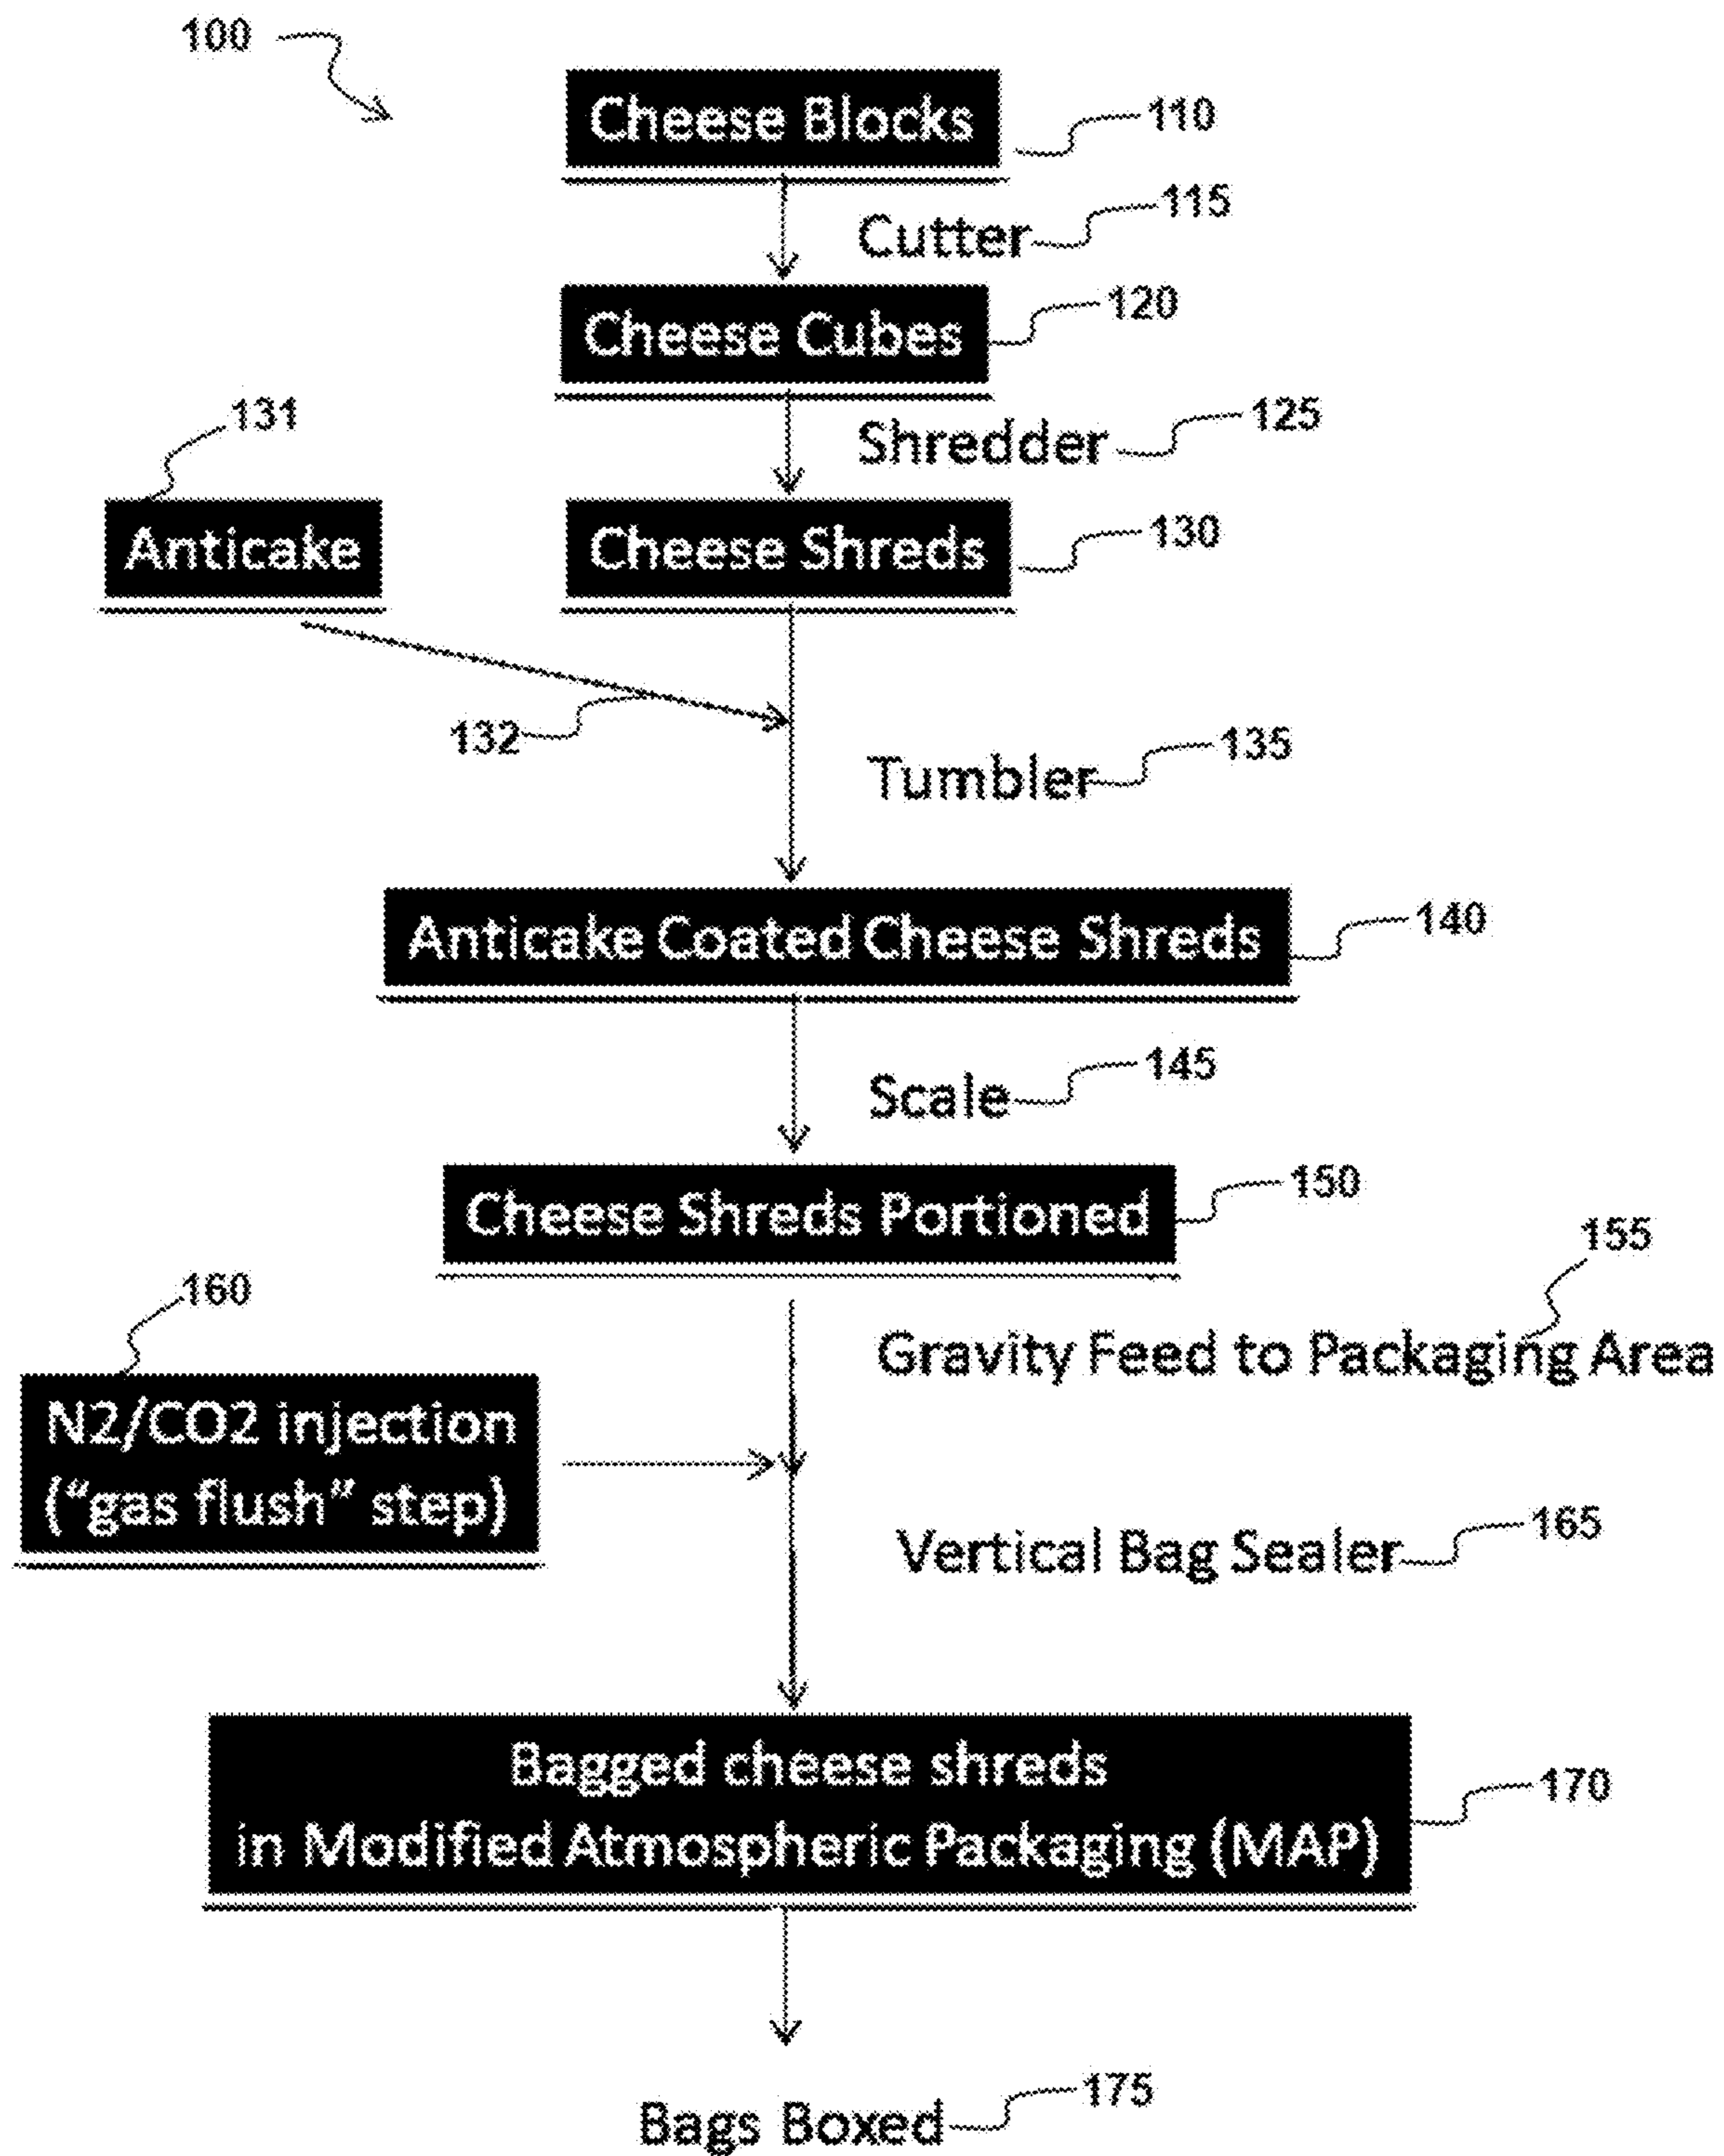 100
Cheese Blocks
110
Cutter
115
Cheese Cubes
120
Shredder
125
131
Anticake
Cheese Shreds
130
132
Tumbler
135
Anticake Coated Cheese Shreds
140
Scale
145
Cheese Shreds Portioned
150
155
Gravity Feed to Packaging Area
160
N2/CO2 injection
("gas flush” step)
Vertical Bag Sealer
165
Bagged cheese shreds
in Modified Atmospheric Packaging (MAP)
170
Bags Boxed
175